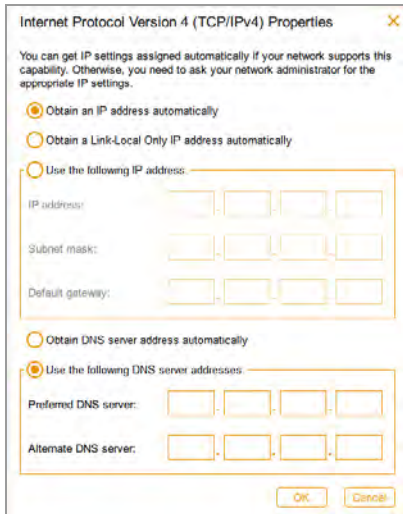 Internet Protocol Version 4 (TCP/IPv4) Properties
You can get IP settings assigned automatically if your network supports this
capability. Otherwise, you need to ask your network administrator for the
appropriate IP settings.
Obtain an IP address automatically
Obtain a Link-Local Only IP address automatically
Use the following IP address:
IP address:
Subnet mask:
Default gateway:
Obtain DNS server address automatically
Use the following DNS server addresses:
Preferred DNS server:
Alternate DNS server:
OK Cancel